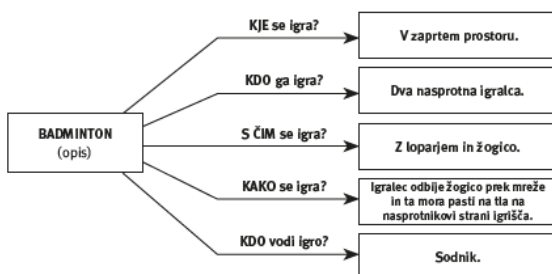 KJE se igra?
V zaprtem prostoru.
KDO ga igra?
Dva nasprotna igralca.
BADMINTON
(opis)
S ČIM se igra?
Z loparjem in žogico.
KAKO se igra?
Igralec odbije žogico prek mreže
in ta mora pasti na tla na
nasprotnikovi strani igrišča.
KDO vodi igro?
Sodnik.